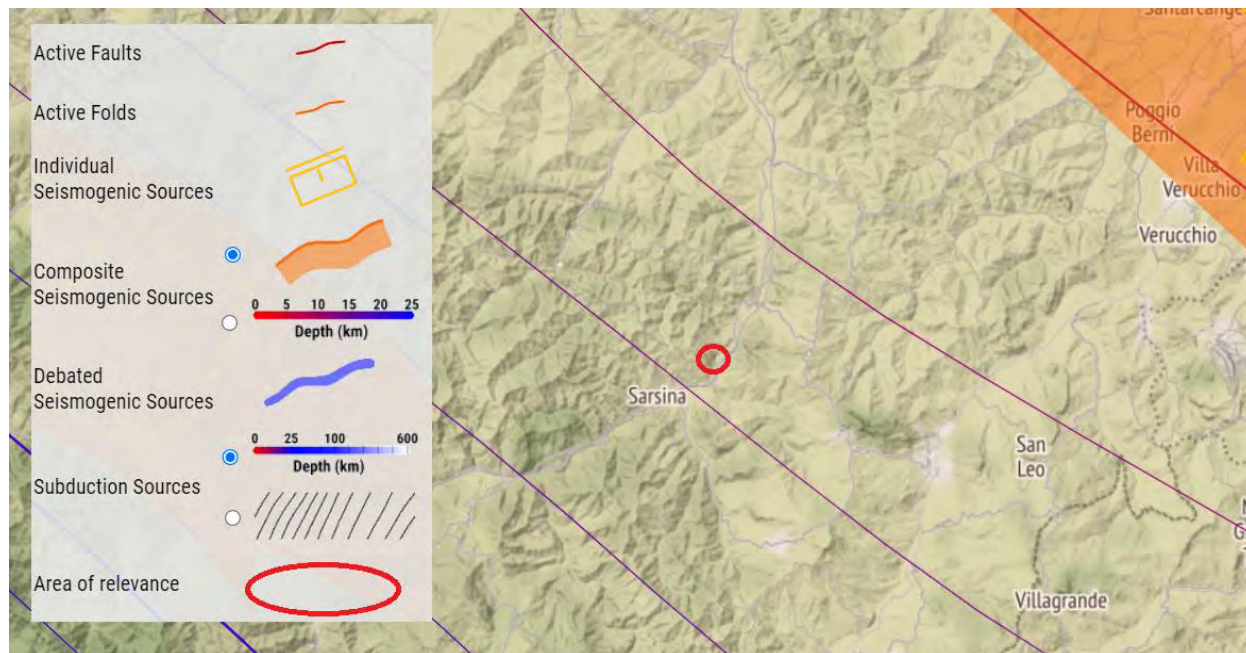 Active Faults
Active Folds
Individual
Seismogenic Sources
Composite
Seismogenic Sources
0 5 10 15 20 25
Depth (km)
Debated
Seismogenic Sources
0 25 100 600
Depth (km)
Subduction Sources
Area of relevance
Poggio
Berni
Villa
Verucchio
Verucchio
Sarsina
San
Leo
Villagrande